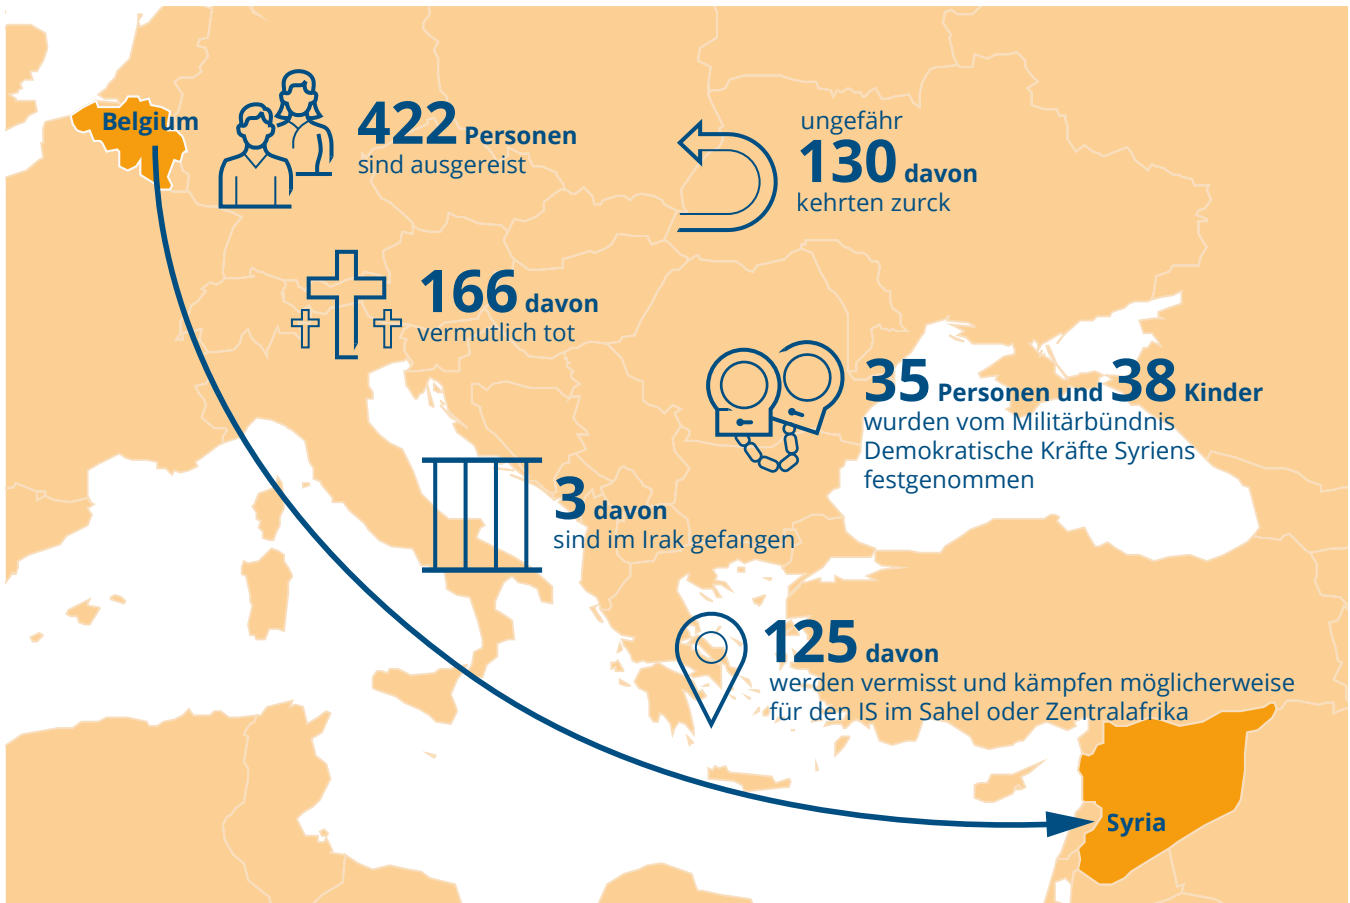 Belgium
422 Personen
sind ausgereist
ungefähr
130 davon
kehrten zurck
166 davon
vermutlich tot
35 Personen und 38 Kinder
wurden vom Militärbündnis
Demokratische Kräfte Syriens
festgenommen
3 davon
sind im Irak gefangen
125 davon
werden vermisst und kämpfen möglicherweise
für den IS im Sahel oder Zentralafrika
Syria